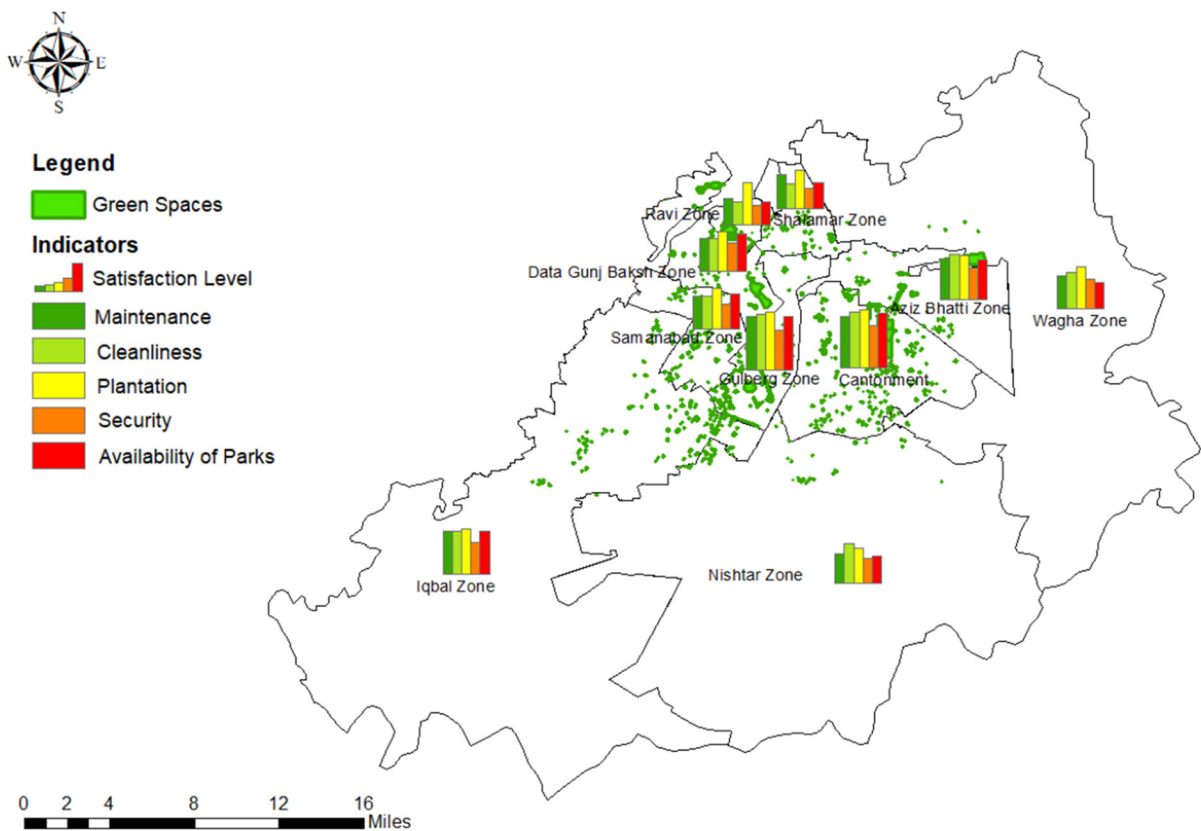 N
W E
S
Legend
Green Spaces
Indicators
Satisfaction Level
Maintenance
Cleanliness
Plantation
Security
Availability of Parks
Ravi Zone
Shalamar Zone
Data Gunj Baksh Zone
Aziz Bhatti Zone
Wagha Zone
Samanabad Zone
Gulberg Zone
Cantonment
Iqbal Zone
Nishtar Zone
0 2 4 8 12 16
Miles